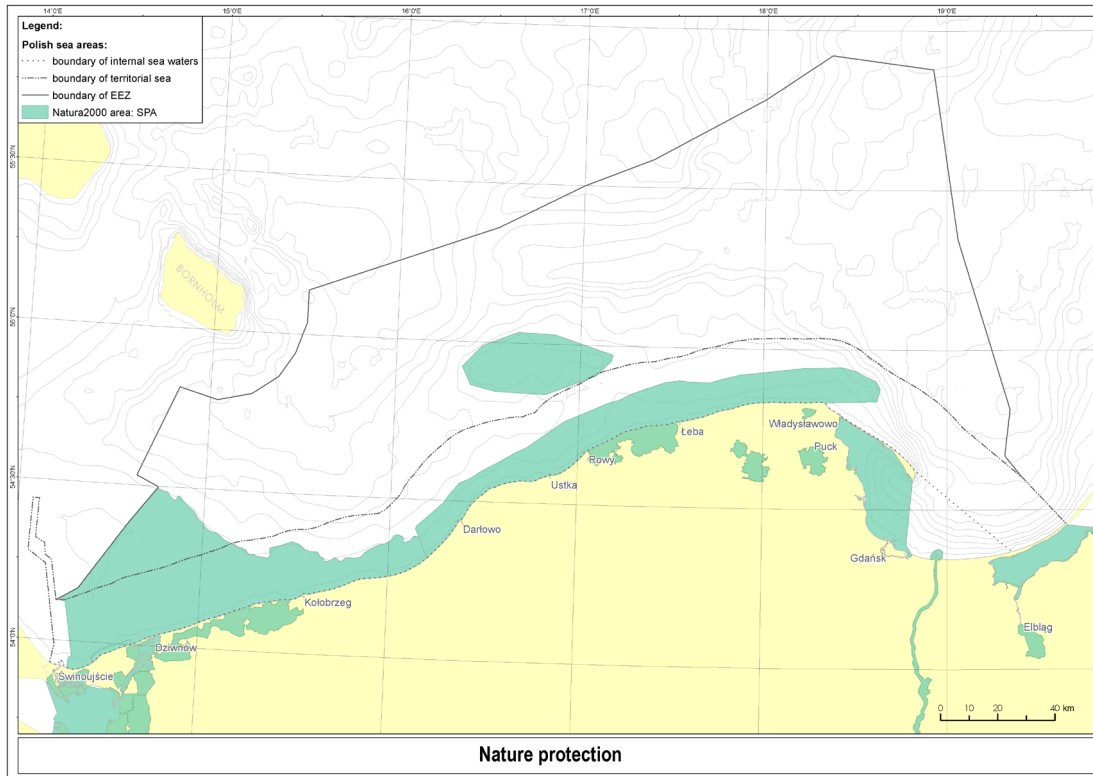 14°0'E 15°0'E 16°0'E 17°0'E 18°0'E 19°0'E
Legend:
Polish sea areas:
boundary of internal sea waters
boundary of territorial sea
boundary of EEZ
Natura2000 area: SPA
55°30'N
BORNHOLM
55°0'N
Władysławowo
Łeba
Puck
Rowy
54°30'N
Ustka
Darłowo
Gdańsk
Kołobrzeg
Elbląg
54°0'N
Dziwnów
Świnoujście
0 10 20 40 km
Nature protection